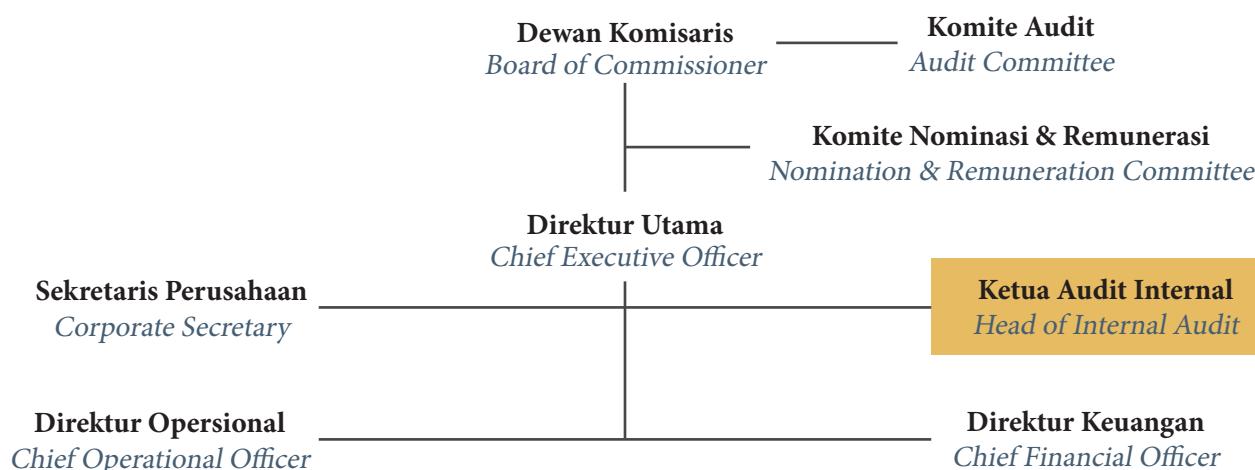 Dewan Komisaris
Board of Commissioner
Komite Audit
Audit Committee
Komite Nominasi & Remunerasi
Nomination & Remuneration Committee
Direktur Utama
Chief Executive Officer
Sekretaris Perusahaan
Corporate Secretary
Ketua Audit Internal
Head of Internal Audit
Direktur Opersional
Chief Operational Officer
Direktur Keuangan
Chief Financial Officer